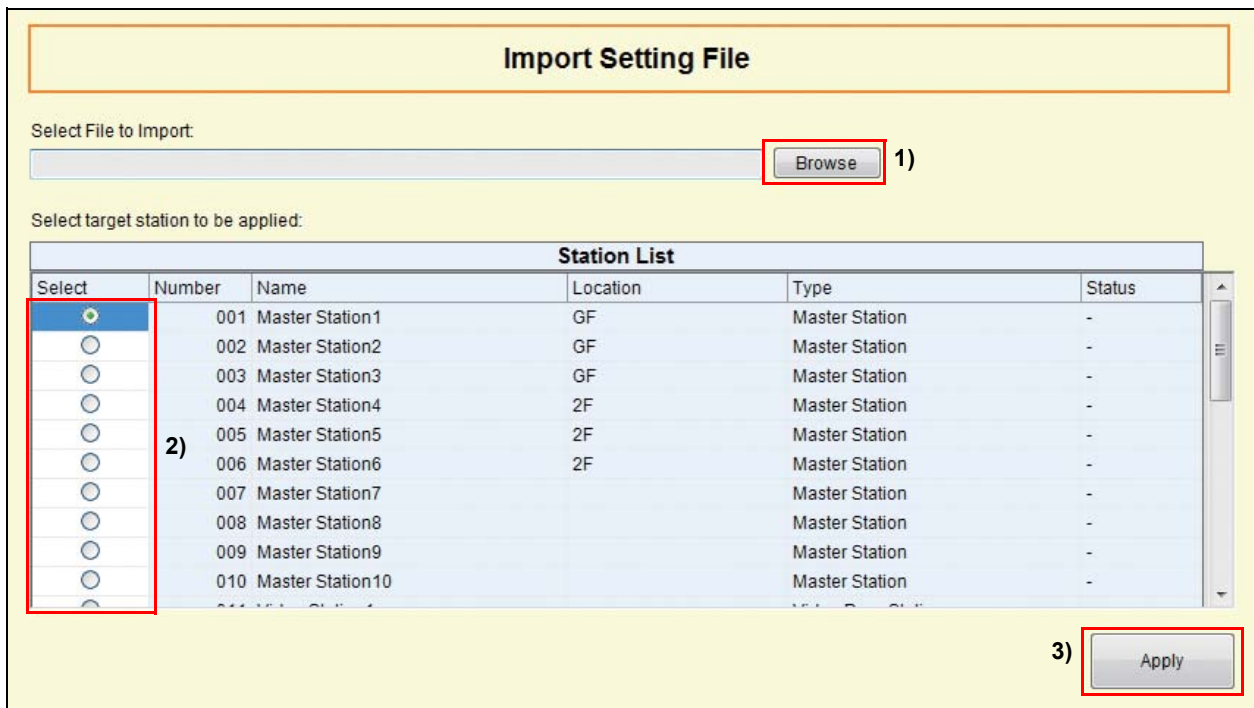 Import Setting File
Select File to Import:
Browse 1)
Select target station to be applied:
Station List
Select Number Name Location Type Status
001 Master Station1 GF Master Station -
002 Master Station2 GF Master Station -
003 Master Station3 GF Master Station -
004 Master Station4 2F Master Station -
2) 005 Master Station5 2F Master Station -
006 Master Station6 2F Master Station -
007 Master Station7 Master Station -
008 Master Station8 Master Station -
009 Master Station9 Master Station -
010 Master Station10 Master Station -
3) Apply